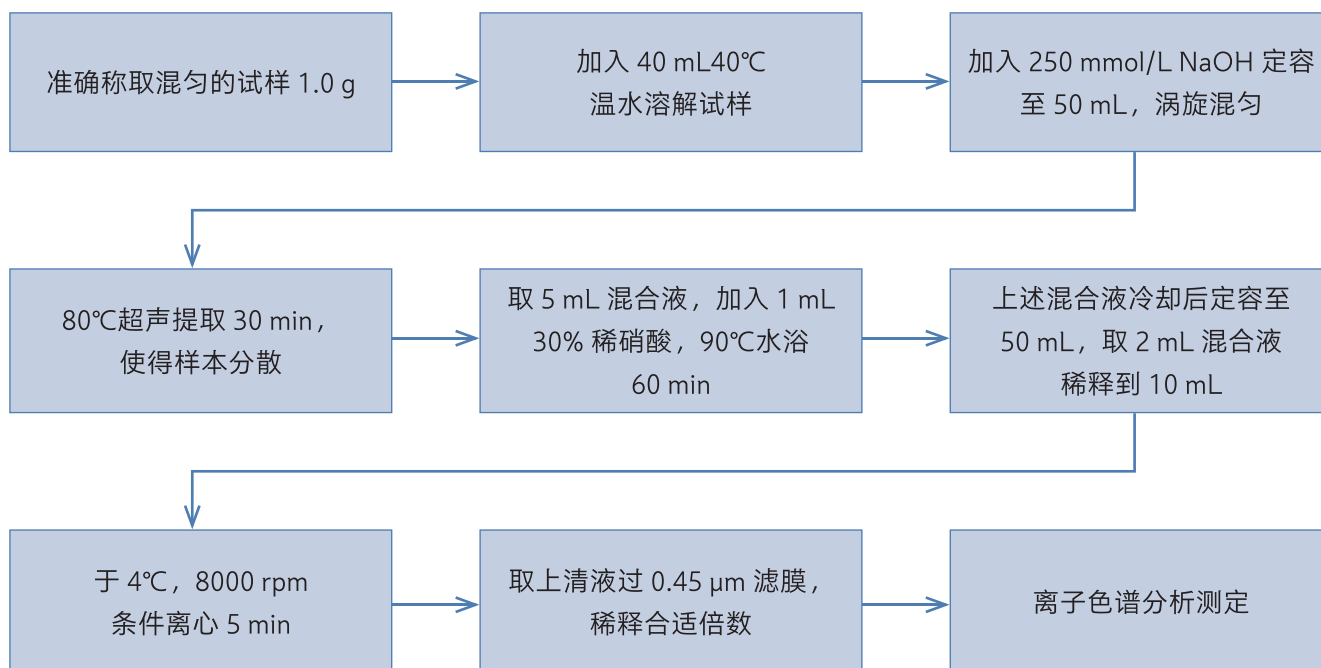 准确称取混匀的试样 1.0 g
加入 40 mL40℃
温水溶解试样
加入 250 mmol/L NaOH 定容
至 50 mL，涡旋混匀
80℃超声提取 30 min，
使得样本分散
取 5 mL 混合液，加入 1 mL
30% 稀硝酸，90℃水浴
60 min
上述混合液冷却后定容至
50 mL，取 2 mL 混合液
稀释到 10 mL
于 4℃，8000 rpm
条件离心 5 min
取上清液过 0.45 μm 滤膜，
稀释合适倍数
离子色谱分析测定